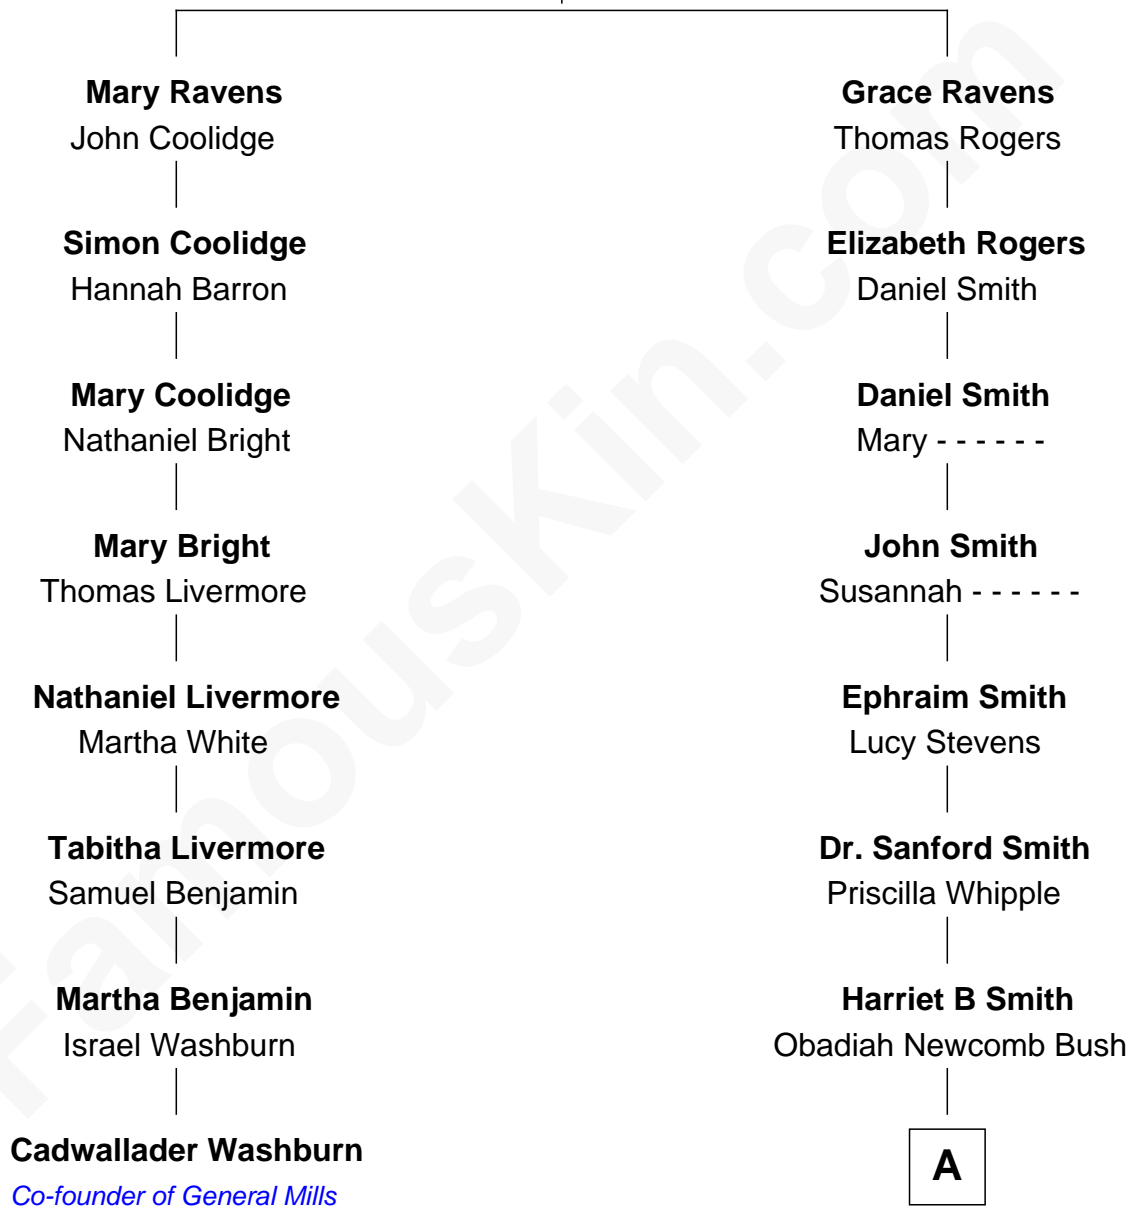 Mary Ravens
John Coolidge
Simon Coolidge
Hannah Barron
Mary Coolidge
Nathaniel Bright
Mary Bright
Thomas Livermore
Nathaniel Livermore
Martha White
Tabitha Livermore
Samuel Benjamin
Martha Benjamin
Israel Washburn
Cadwallader Washburn
Co-founder of General Mills
Grace Ravens
Thomas Rogers
Elizabeth Rogers
Daniel Smith
Daniel Smith
Mary - - - - - -
John Smith
Susannah - - - - - -
Ephraim Smith
Lucy Stevens
Dr. Sanford Smith
Priscilla Whipple
Harriet B Smith
Obadiah Newcomb Bush
A
FamousKin.com